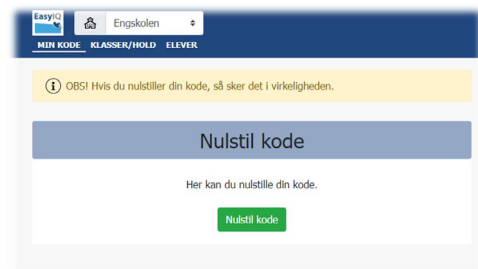 EasyIQ
Engskolen
MIN KODE KLASSER/HOLD ELEVER
OBS! Hvis du nulstiller din kode, så sker det i virkeligheden.
Nulstil kode
Her kan du nulstille din kode.
Nulstil kode